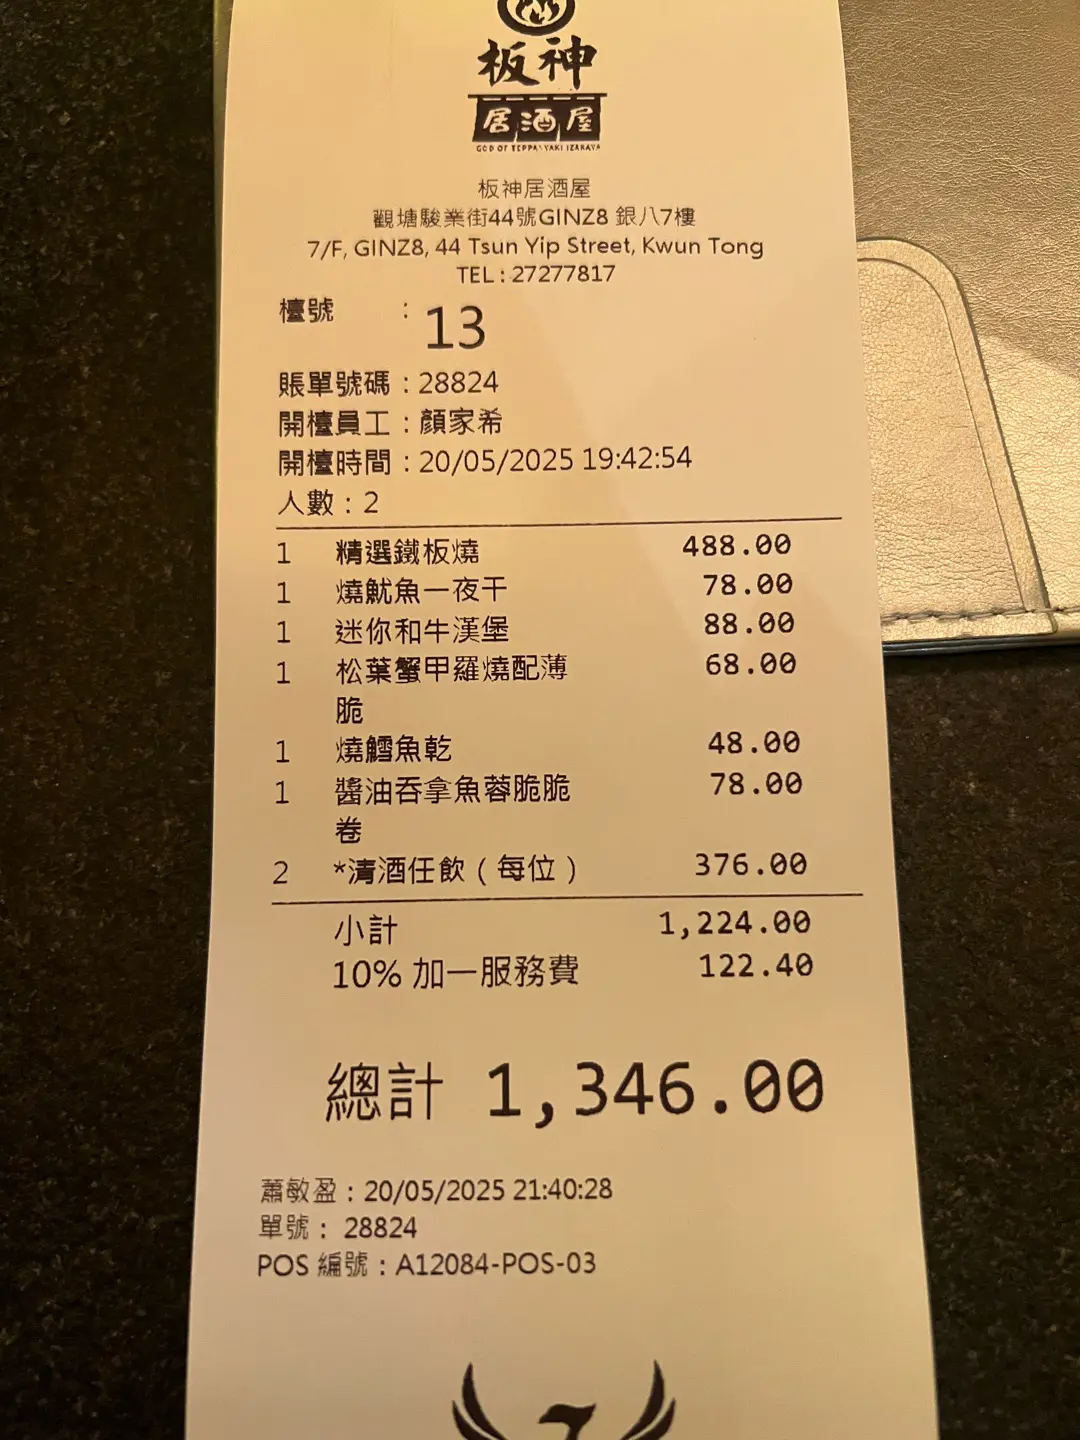 板神
居酒屋
GOD OF TEPPANYAKI IZAKAYA
板神居酒屋
觀塘駿業街44號GINZ8 銀八7樓
7/F, GINZ8, 44 Tsun Yip Street, Kwun Tong
TEL : 27277817
檯號 : 13
賬單號碼 : 28824
開檯員工 : 顏家希
開檯時間 : 20/05/2025 19:42:54
人數 : 2
1 精選鐵板燒 488.00
1 燒魷魚一夜干 78.00
1 迷你和牛漢堡 88.00
1 松葉蟹甲羅燒配薄 68.00
脆
1 燒鱈魚乾 48.00
1 醬油吞拿魚蓉脆脆 78.00
卷
2 *清酒任飲 ( 每位 ) 376.00
小計 1,224.00
10% 加一服務費 122.40
總計 1,346.00
蕭敏盈 : 20/05/2025 21:40:28
單號 : 28824
POS 編號 : A12084-POS-03